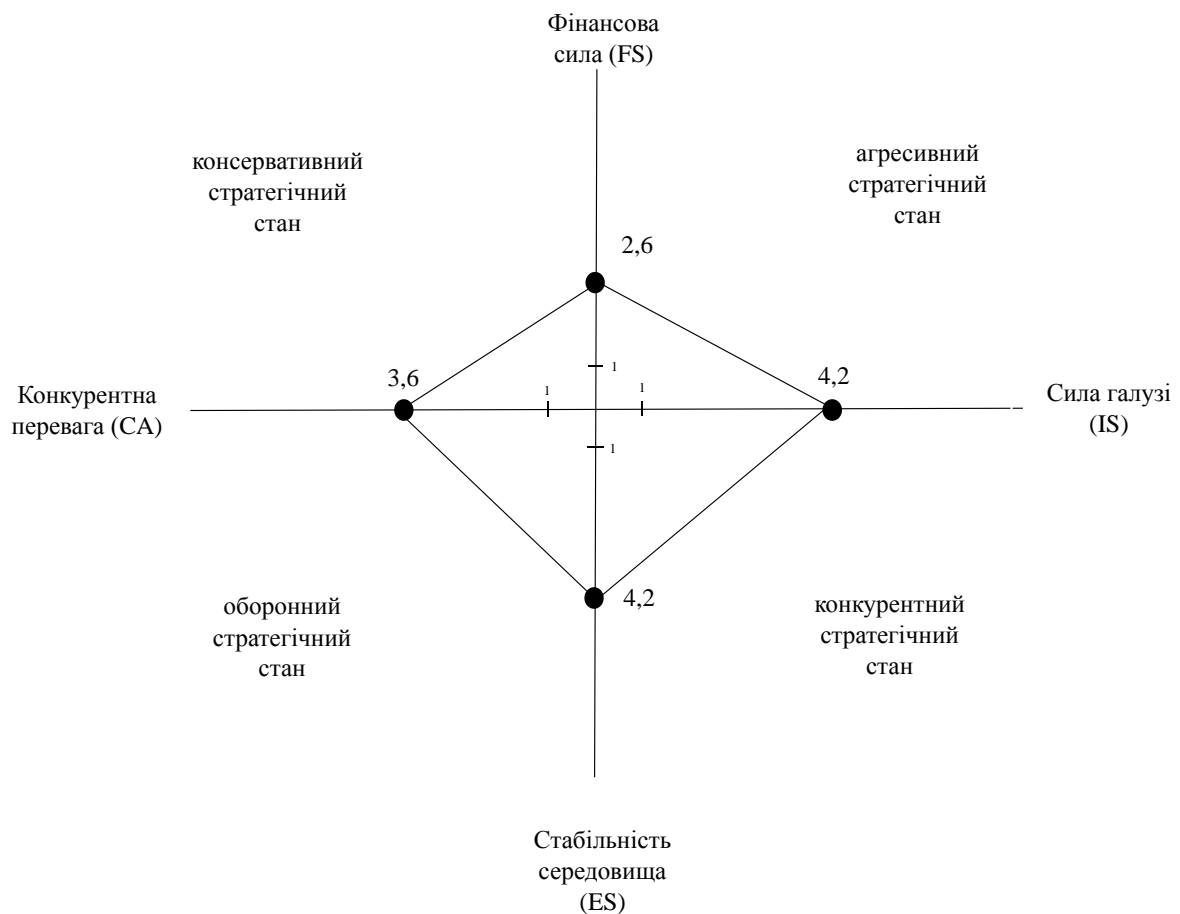 Фінансова
сила (FS)
консервативний
стратегічний
стан
агресивний
стратегічний
стан
2,6
1
3,6
1
1
4,2
Конкурентна
перевага (CA)
Сила галузі
(IS)
1
4,2
оборонний
стратегічний
стан
конкурентний
стратегічний
стан
Стабільність
середовища
(ES)